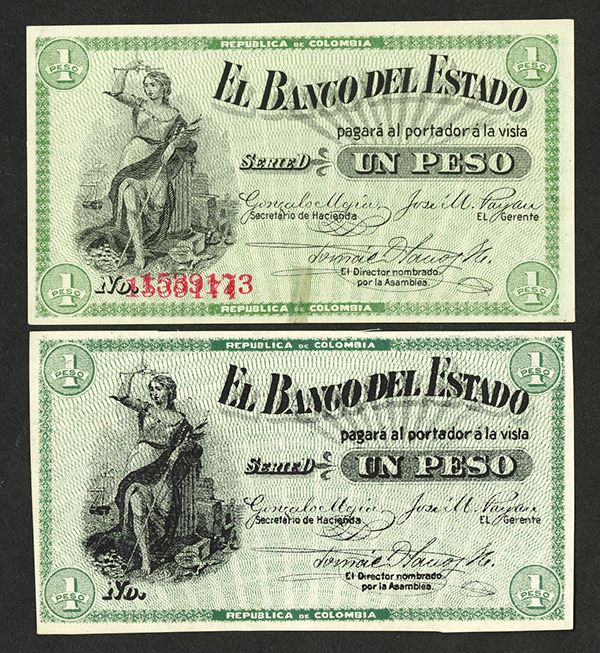 REPUBLICA DE COLOMBIA
1 PESO
1 PESO
EL BANCO DEL ESTADO
pagará al portador á la vista
SERIE D UN PESO
Gonzalo Mejía José M. Payán
Secretario de Hacienda EL Gerente
El Director nombrado
por la Asamblea.
No.
1 PESO
1 PESO
REPUBLICA DE COLOMBIA
REPUBLICA DE COLOMBIA
1 PESO
1 PESO
EL BANCO DEL ESTADO
pagará al portador á la vista
SERIE D UN PESO
Gonzalo Mejía José M. Payán
Secretario de Hacienda EL Gerente
El Director nombrado
por la Asamblea.
No.
1 PESO
1 PESO
REPUBLICA DE COLOMBIA